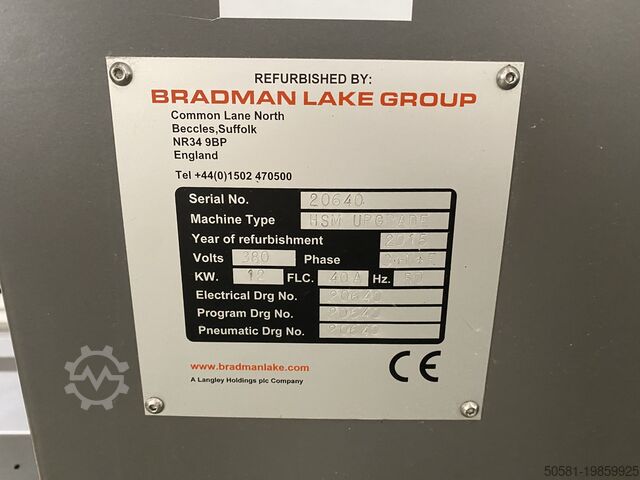 REFURBISHED BY:
BRADMAN LAKE GROUP
Common Lane North
Beccles,Suffolk
NR34 9BP
England
Tel +44(0)1502 470500
Serial No. 20640
Machine Type HSM UPGRADE
Year of refurbishment 2015
Volts 380 Phase
KW. 12 FLC. 40A Hz. 50
Electrical Drg No. 20640
Program Drg No. 20640
Pneumatic Drg No. 20640
www.bradmanlake.com
A Langley Holdings plc Company
CE
50581-19859925